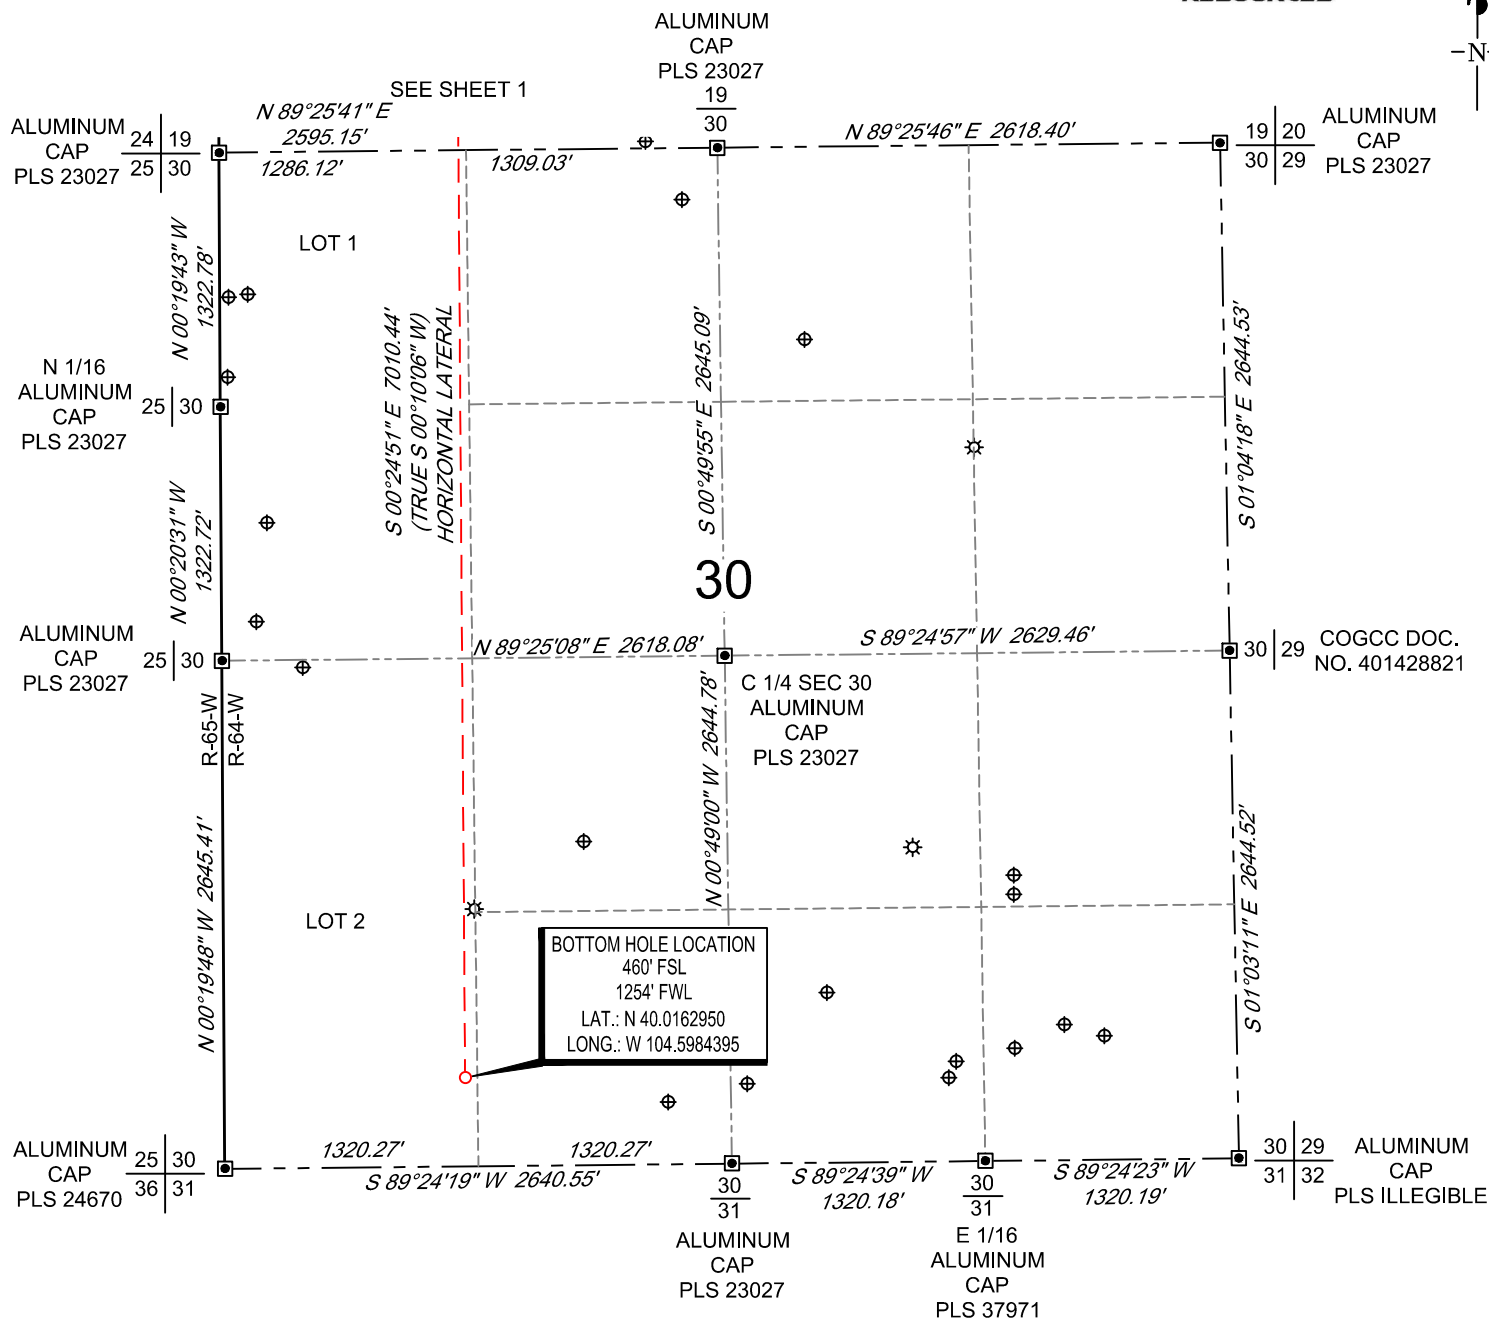 ALUMINUM
CAP
PLS 23027
19
30
-N-
SEE SHEET 1
N 89°25'41" E
2595.15'
1286.12'
1309.03'
N 89°25'46" E 2618.40'
ALUMINUM
CAP
PLS 23027
24 19
25 30
19 20
30 29
ALUMINUM
CAP
PLS 23027
LOT 1
N 00°19'43" W
1322.78'
S 00°24'51" E 7010.44'
(TRUE S 00°10'06" W)
HORIZONTAL LATERAL
S 00°49'55" E 2645.09'
S 01°04'18" E 2644.53'
N 1/16
ALUMINUM
CAP
PLS 23027
25 30
N 00°20'31" W
1322.72'
30
ALUMINUM
CAP
PLS 23027
25 30
N 89°25'08" E 2618.08'
S 89°24'57" W 2629.46'
30 29
COGCC DOC.
NO. 401428821
C 1/4 SEC 30
ALUMINUM
CAP
PLS 23027
R-65-W
R-64-W
N 00°49'00" W 2644.78'
N 00°19'48" W 2645.41'
S 01°03'11" E 2644.52'
LOT 2
BOTTOM HOLE LOCATION
460' FSL
1254' FWL
LAT.: N 40.0162950
LONG.: W 104.5984395
ALUMINUM
CAP
PLS 24670
25 30
36 31
1320.27'
1320.27'
S 89°24'19" W 2640.55'
30
31
ALUMINUM
CAP
PLS 23027
S 89°24'39" W
1320.18'
30
31
E 1/16
ALUMINUM
CAP
PLS 37971
S 89°24'23" W
1320.19'
30 29
31 32
ALUMINUM
CAP
PLS ILLEGIBLE